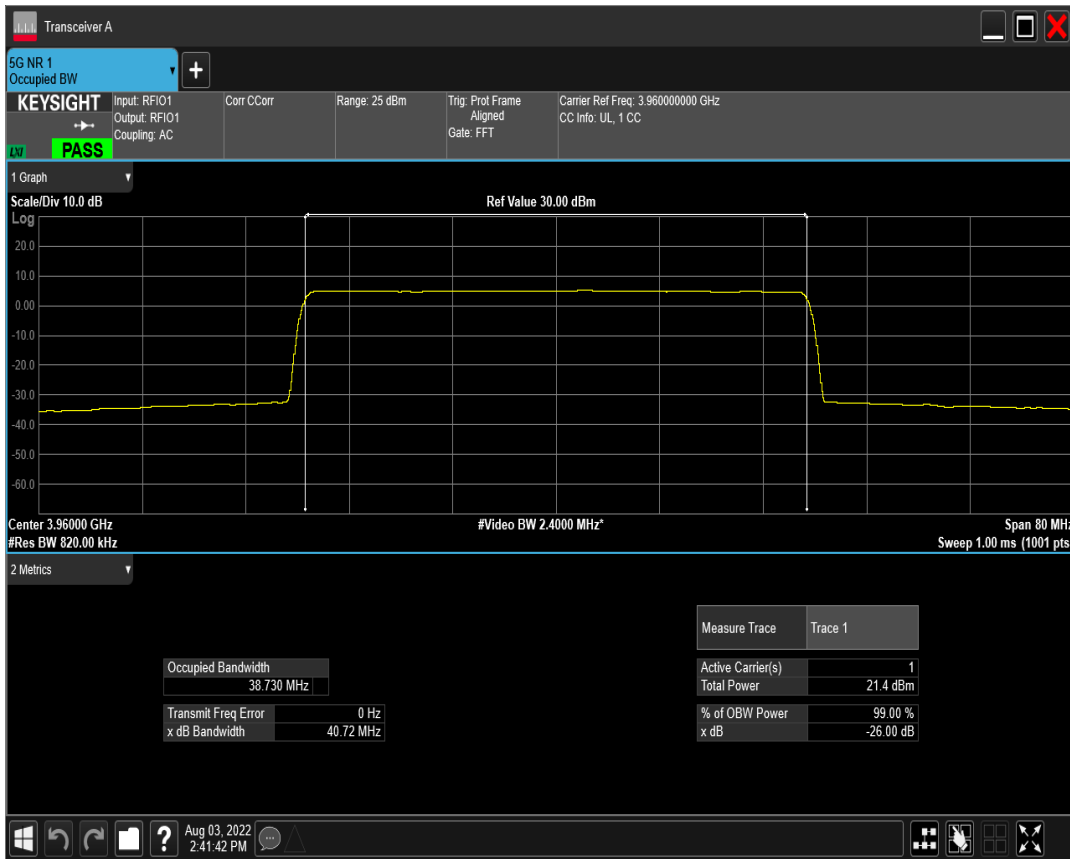 Transceiver A
5G NR 1
Occupied BW
KEYSIGHT
LXI
PASS
Input: RFIO1
Output: RFIO1
Coupling: AC
Corr CCorr
Range: 25 dBm
Trig: Prot Frame
Aligned
Gate: FFT
Carrier Ref Freq: 3.960000000 GHz
CC Info: UL, 1 CC
1 Graph
Scale/Div 10.0 dB
Ref Value 30.00 dBm
Log
20.0
10.0
0.00
-10.0
-20.0
-30.0
-40.0
-50.0
-60.0
Center 3.96000 GHz
#Video BW 2.4000 MHz*
Span 80 MHz
#Res BW 820.00 kHz
Sweep 1.00 ms (1001 pts
2 Metrics
Measure Trace Trace 1
Occupied Bandwidth
38.730 MHz
Active Carrier(s) 1
Total Power 21.4 dBm
Transmit Freq Error 0 Hz
x dB Bandwidth 40.72 MHz
% of OBW Power 99.00 %
x dB -26.00 dB
?
Aug 03, 2022
2:41:42 PM